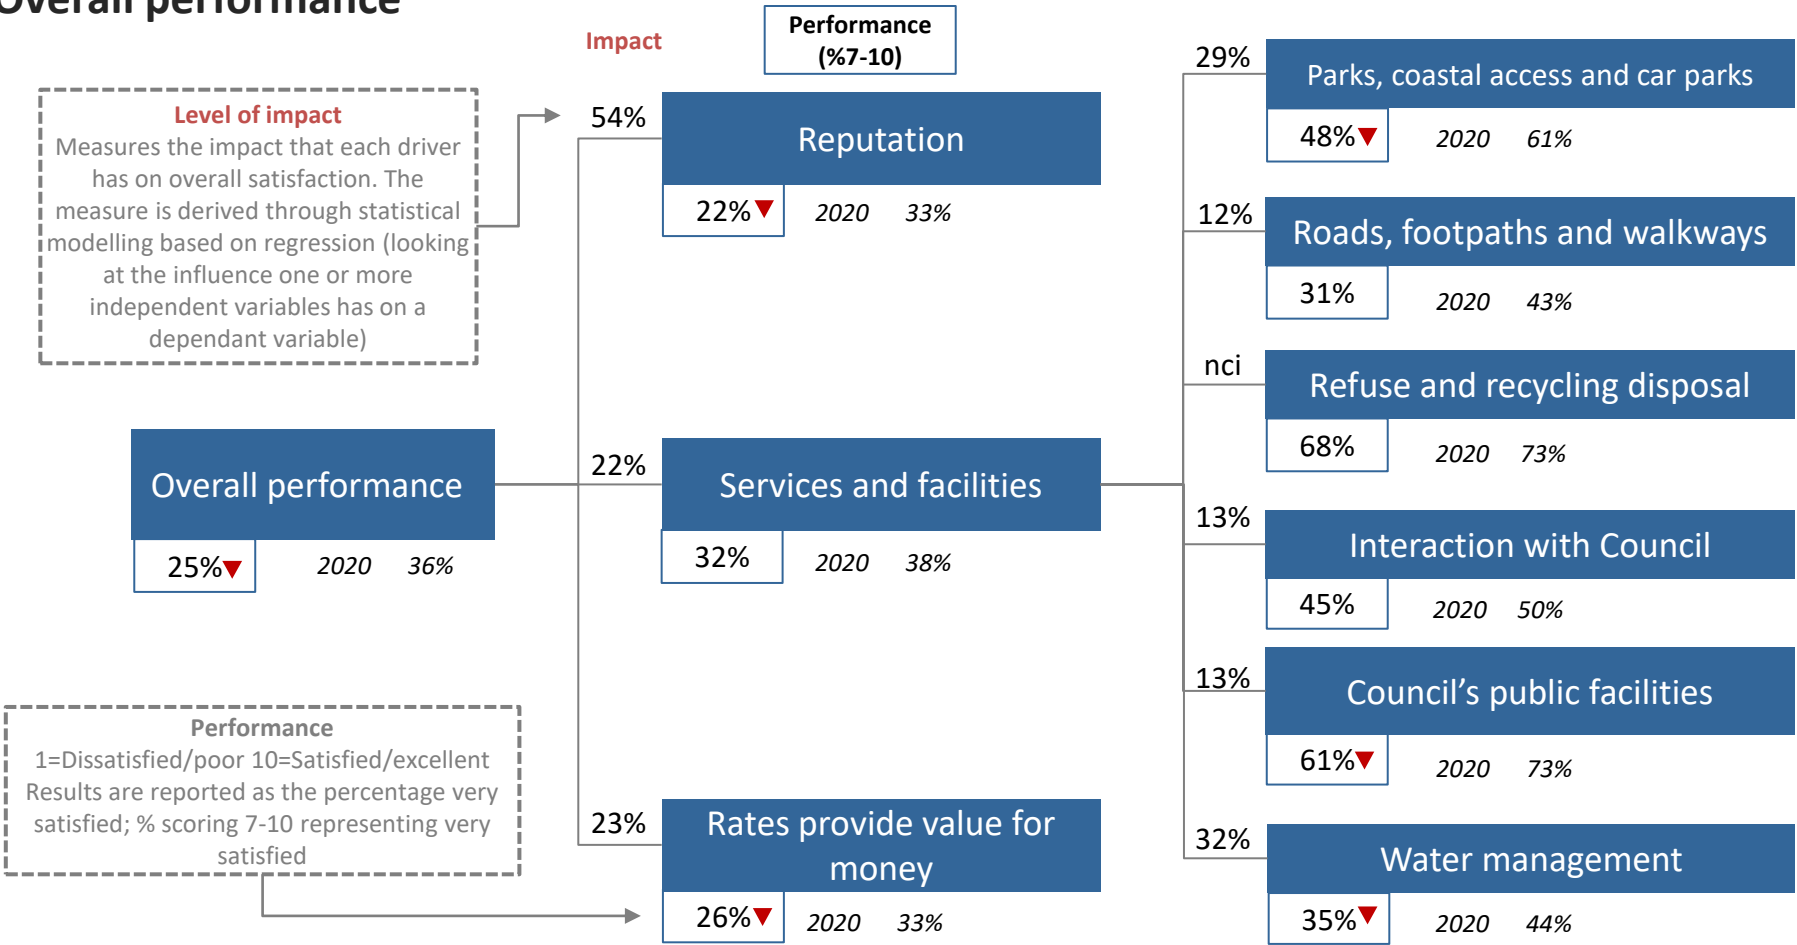 Overall performance
Impact
Performance
(%7-10)
Level of impact
Measures the impact that each driver
has on overall satisfaction. The
measure is derived through statistical
modelling based on regression (looking
at the influence one or more
independent variables has on a
dependant variable)
54%
Reputation
22%
2020 33%
Overall performance
25%
2020 36%
22%
Services and facilities
32%
2020 38%
Performance
1=Dissatisfied/poor 10=Satisfied/excellent
Results are reported as the percentage very
satisfied; % scoring 7-10 representing very
satisfied
23%
Rates provide value for
money
26%
2020 33%
29%
Parks, coastal access and car parks
48%
2020 61%
12%
Roads, footpaths and walkways
31%
2020 43%
nci
Refuse and recycling disposal
68%
2020 73%
13%
Interaction with Council
45%
2020 50%
13%
Council’s public facilities
61%
2020 73%
32%
Water management
35%
2020 44%